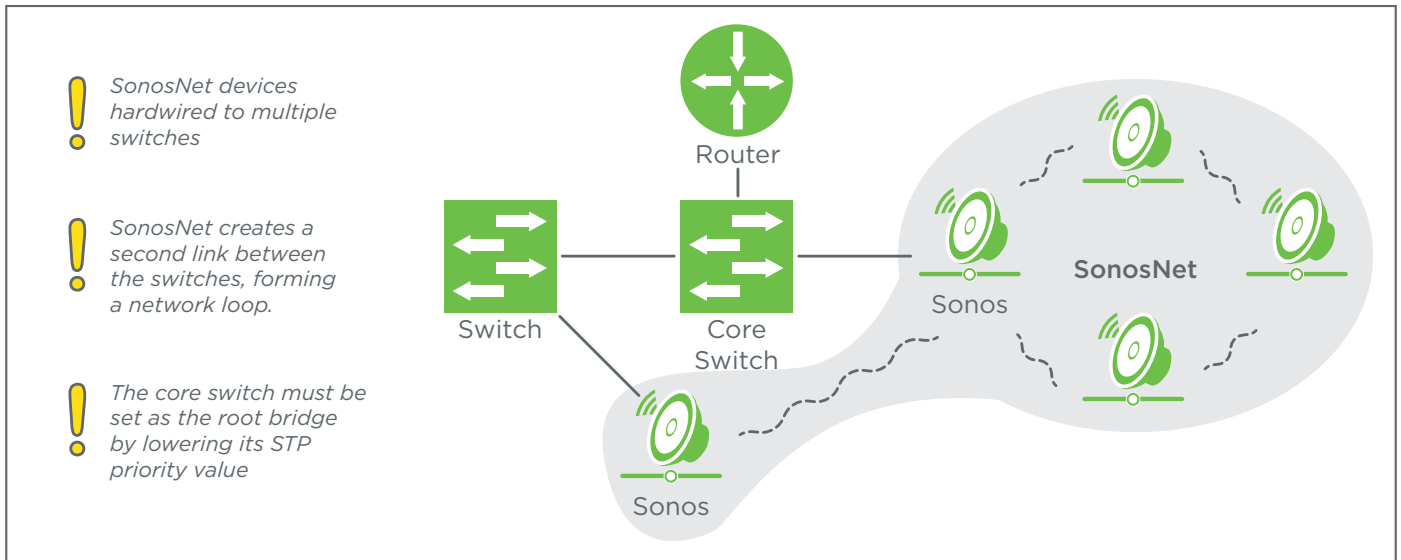 SonosNet devices
hardwired to multiple
switches
SonosNet creates a
second link between
the switches, forming
a network loop.
The core switch must be
set as the root bridge
by lowering its STP
priority value
Router
Switch
Core
Switch
Sonos
SonosNet
Sonos